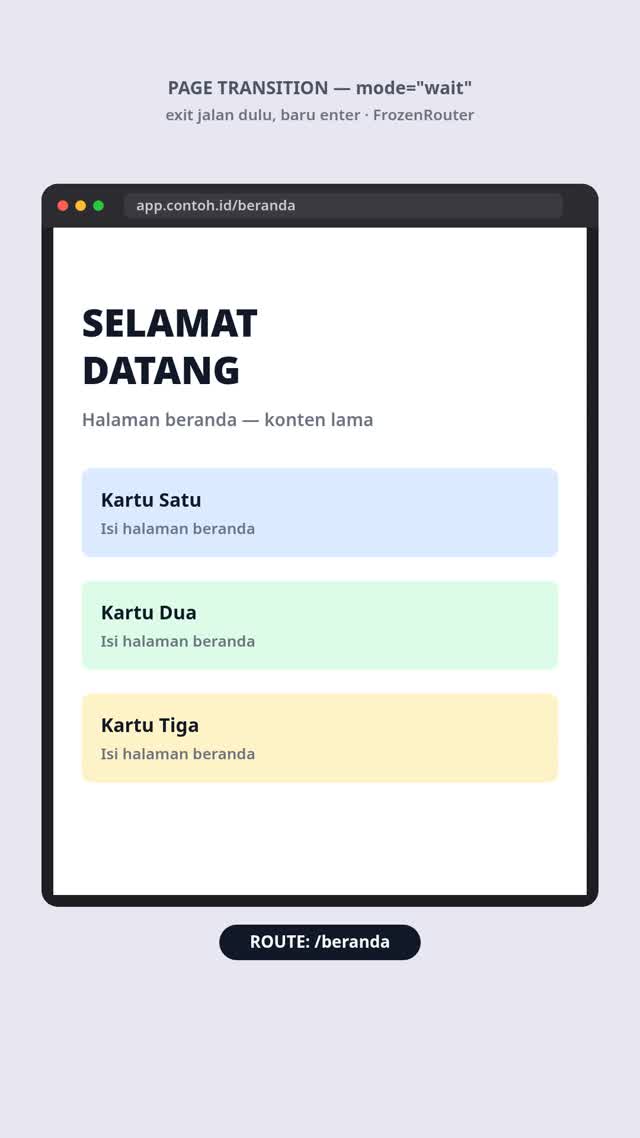 PAGE TRANSITION — mode="wait"
exit jalan dulu, baru enter · FrozenRouter
app.contoh.id/beranda
SELAMAT
DATANG
Halaman beranda — konten lama
Kartu Satu
Isi halaman beranda
Kartu Dua
Isi halaman beranda
Kartu Tiga
Isi halaman beranda
ROUTE: /beranda